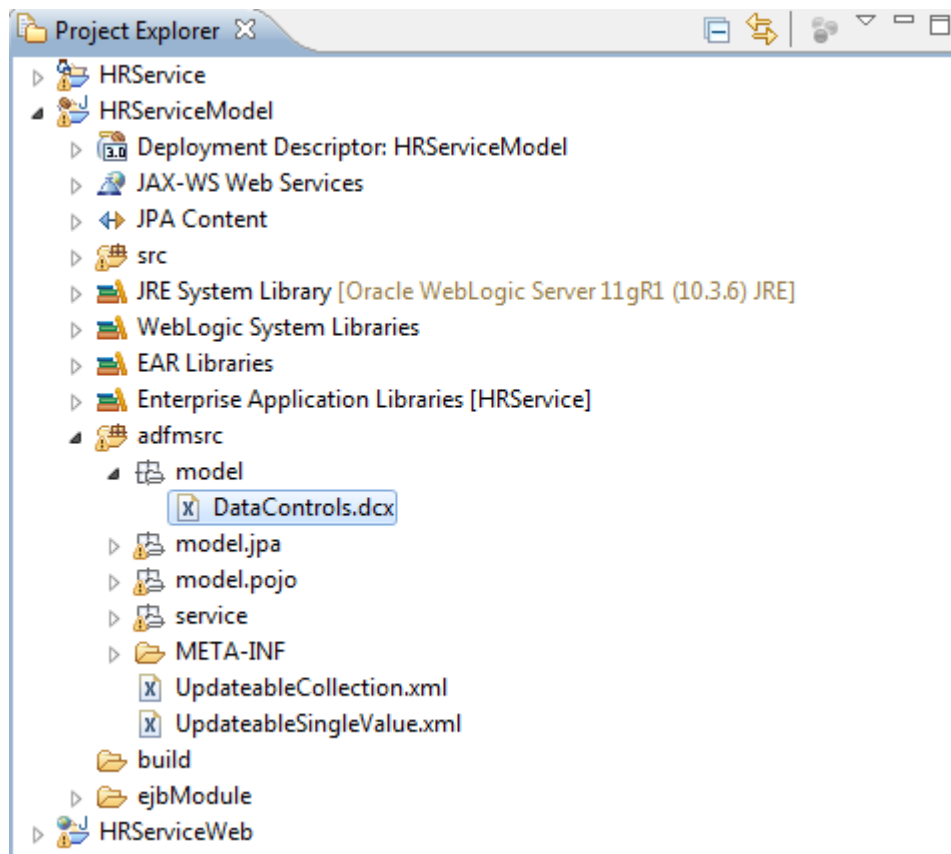 Project Explorer
HRService
HRServiceModel
3.0 Deployment Descriptor: HRServiceModel
JAX-WS Web Services
JPA Content
src
JRE System Library [Oracle WebLogic Server 11gR1 (10.3.6) JRE]
WebLogic System Libraries
EAR Libraries
Enterprise Application Libraries [HRService]
adfmsrc
model
X DataControls.dcx
model.jpa
model.pojo
service
META-INF
X UpdateableCollection.xml
X UpdateableSingleValue.xml
build
ejbModule
HRServiceWeb